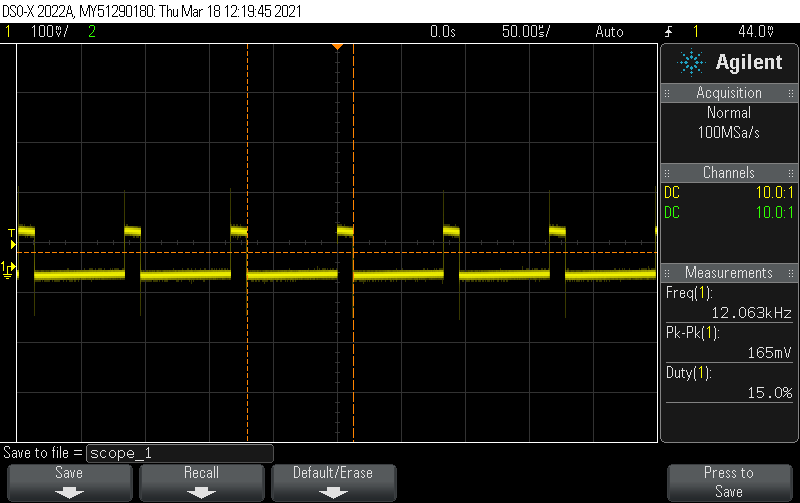 DSO-X 2022A, MY51290180: Thu Mar 18 12:19:45 2021
1 100V/ 2 0.0s 50.00s/ Auto 1 44.0V
Agilent
Acquisition
Normal
100MSa/s
Channels
DC 10.0:1
DC 10.0:1
Measurements
Freq(1):
12.063kHz
Pk-Pk(1):
165mV
Duty(1):
15.0%
T
1
Save to file = scope_1
Save Recall Default/Erase Press to
Save